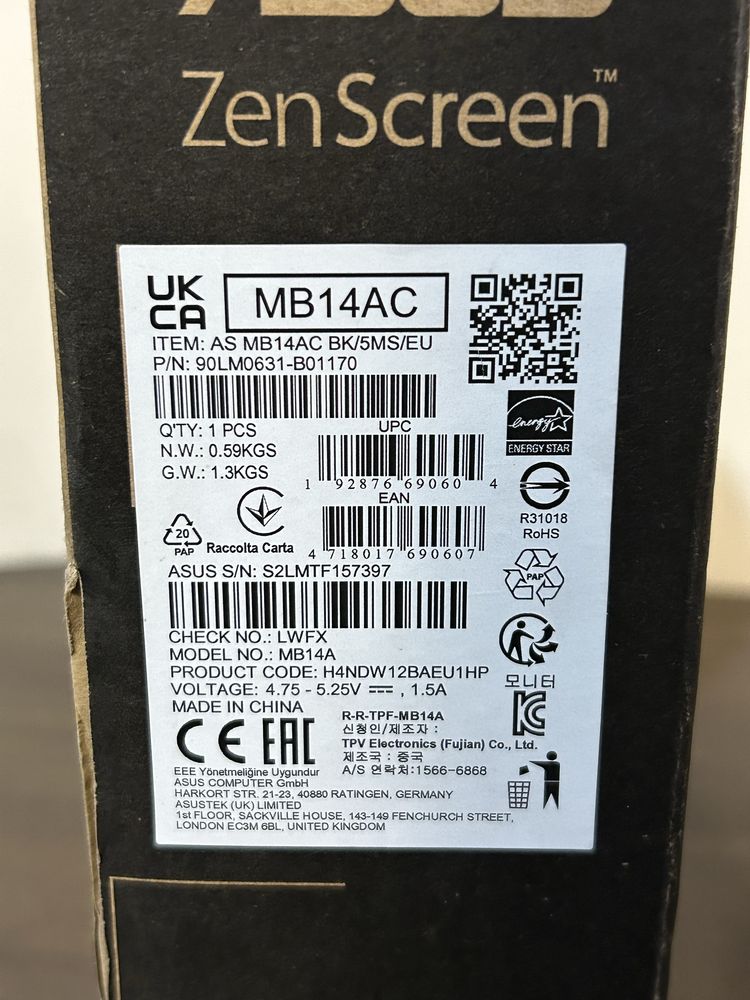 ASUS
ZenScreen™
UK
CA
MB14AC
ITEM: AS MB14AC BK/5MS/EU
P/N: 90LM0631-B01170
Q'TY: 1 PCS
UPC
N.W.: 0.59KGS
G.W.: 1.3KGS
1 92876 69060 4
EAN
energy
ENERGY STAR
R31018
RoHS
20
PAP
Raccolta Carta
4 718017 690607
PAP
ASUS S/N: S2LMTF157397
CHECK NO.: LWFX
MODEL NO.: MB14A
PRODUCT CODE: H4NDW12BAEU1HP
모니터
VOLTAGE: 4.75 - 5.25V ⎓ , 1.5A
MADE IN CHINA
CE EAC
R-R-TPF-MB14A
신청인/제조자 :
TPV Electronics (Fujian) Co., Ltd.
제조국 : 중국
A/S 연락처:1566-6868
EEE Yönetmeliğine Uygundur
ASUS COMPUTER GmbH
HARKORT STR. 21-23, 40880 RATINGEN, GERMANY
ASUSTEK (UK) LIMITED
1st FLOOR, SACKVILLE HOUSE, 143-149 FENCHURCH STREET,
LONDON EC3M 6BL, UNITED KINGDOM